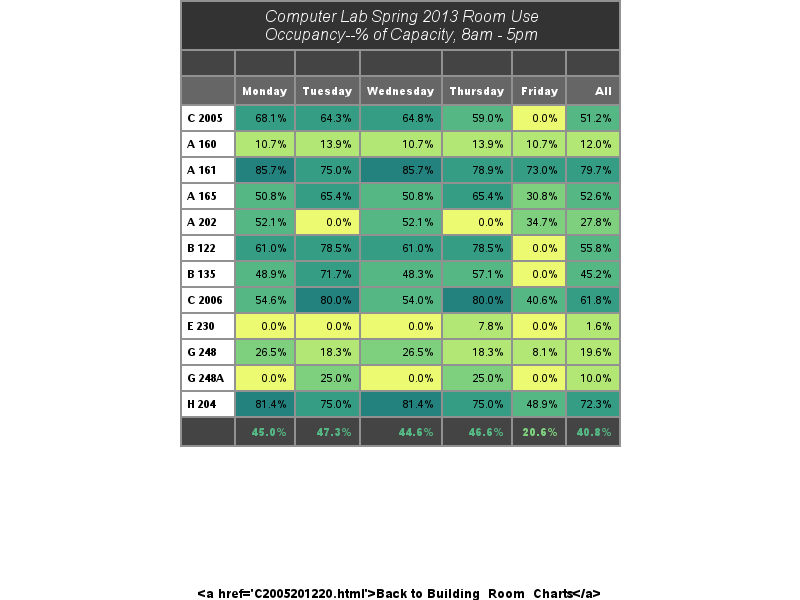 Computer Lab Spring 2013 Room Use
Occupancy--% of Capacity, 8am - 5pm
Monday Tuesday Wednesday Thursday Friday All
C 2005 68.1% 64.3% 64.8% 59.0% 0.0% 51.2%
A 160 10.7% 13.9% 10.7% 13.9% 10.7% 12.0%
A 161 85.7% 75.0% 85.7% 78.9% 73.0% 79.7%
A 165 50.8% 65.4% 50.8% 65.4% 30.8% 52.6%
A 202 52.1% 0.0% 52.1% 0.0% 34.7% 27.8%
B 122 61.0% 78.5% 61.0% 78.5% 0.0% 55.8%
B 135 48.9% 71.7% 48.3% 57.1% 0.0% 45.2%
C 2006 54.6% 80.0% 54.0% 80.0% 40.6% 61.8%
E 230 0.0% 0.0% 0.0% 7.8% 0.0% 1.6%
G 248 26.5% 18.3% 26.5% 18.3% 8.1% 19.6%
G 248A 0.0% 25.0% 0.0% 25.0% 0.0% 10.0%
H 204 81.4% 75.0% 81.4% 75.0% 48.9% 72.3%
45.0% 47.3% 44.6% 46.6% 20.6% 40.8%
<a href='C2005201220.html'>Back to Building_Room_Charts</a>